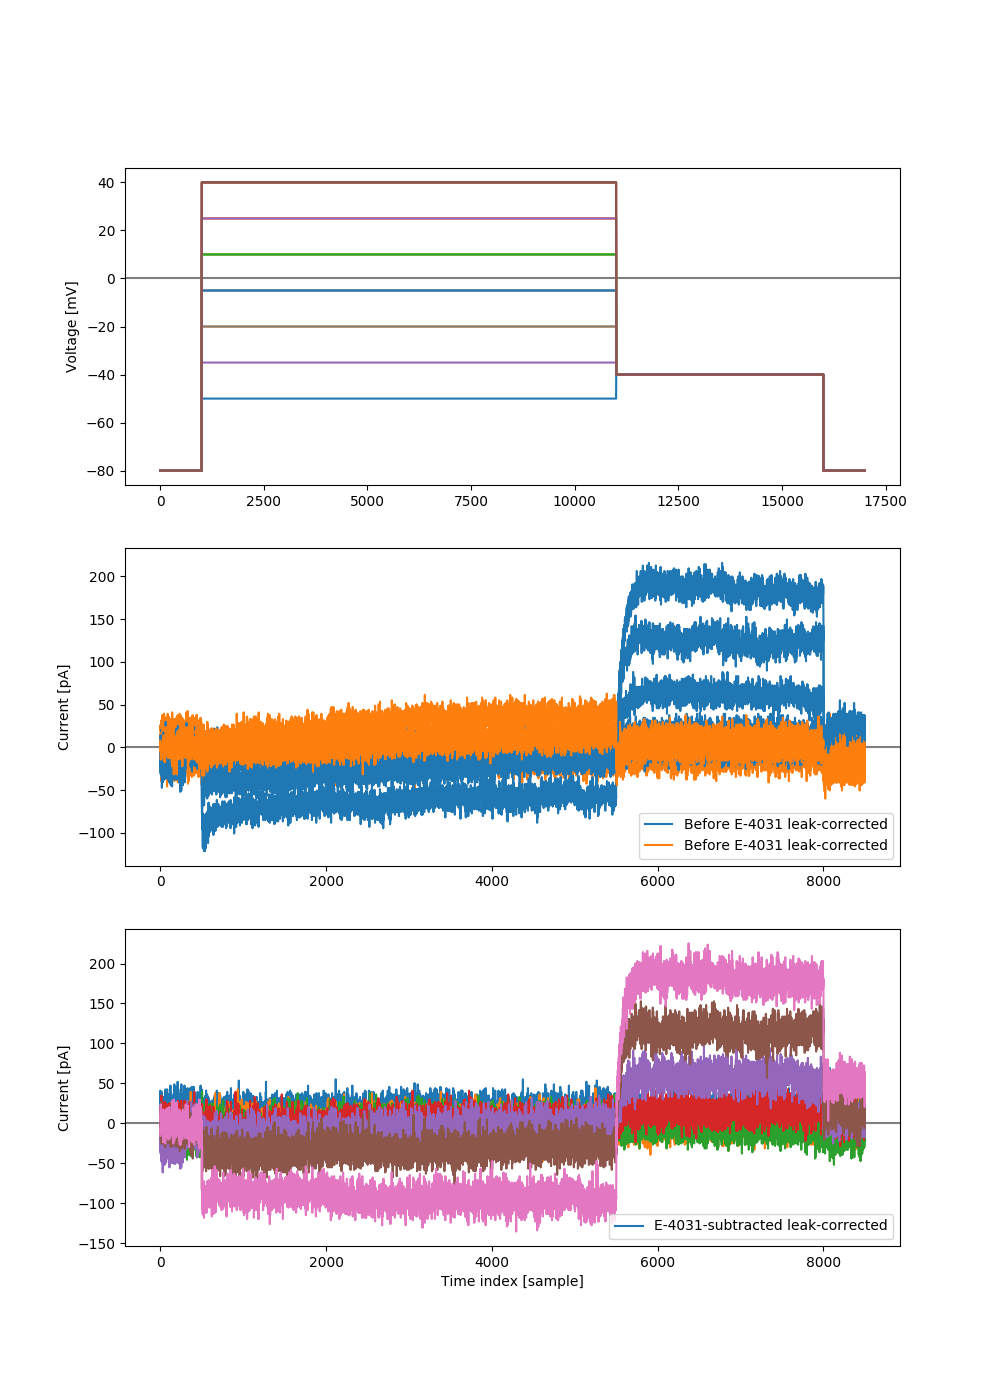 40
20
0
−20
−40
−60
−80
Voltage [mV]
0 2500 5000 7500 10000 12500 15000 17500
200
150
100
50
0
−50
−100
Current [pA]
Before E-4031 leak-corrected
Before E-4031 leak-corrected
0 2000 4000 6000 8000
200
150
100
50
0
−50
−100
−150
Current [pA]
E-4031-subtracted leak-corrected
0 2000 4000 6000 8000
Time index [sample]